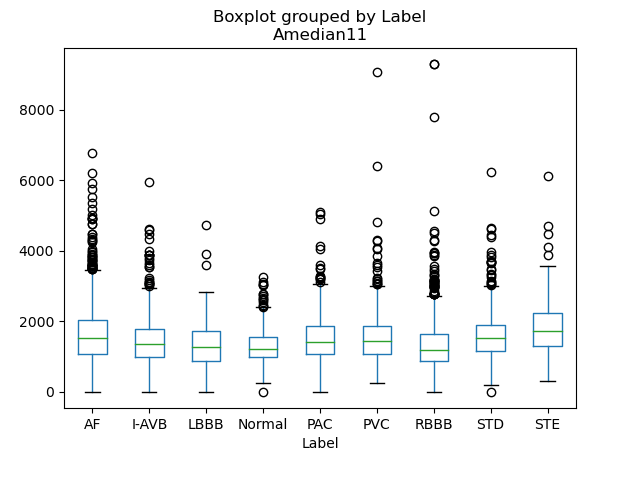 Boxplot grouped by Label
Amedian11
8000
6000
4000
2000
0
AF I-AVB LBBB Normal PAC PVC RBBB STD STE
Label